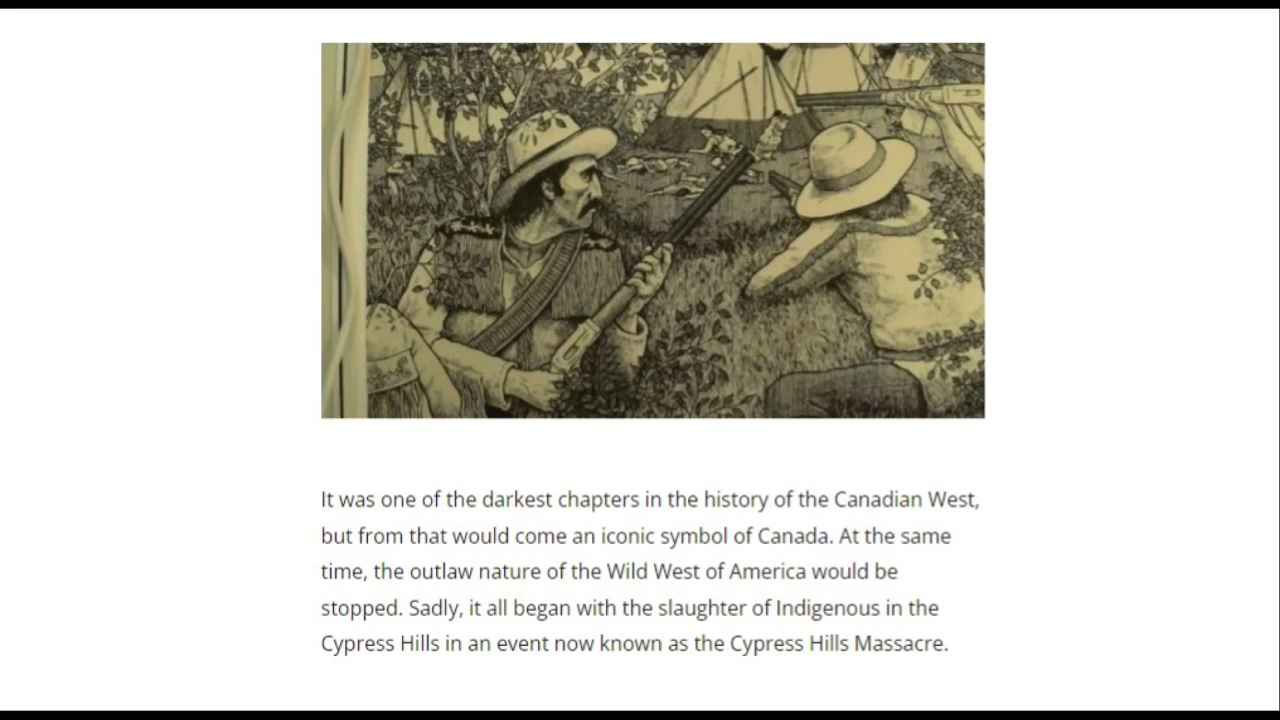 It was one of the darkest chapters in the history of the Canadian West,
but from that would come an iconic symbol of Canada. At the same
time, the outlaw nature of the Wild West of America would be
stopped. Sadly, it all began with the slaughter of Indigenous in the
Cypress Hills in an event now known as the Cypress Hills Massacre.